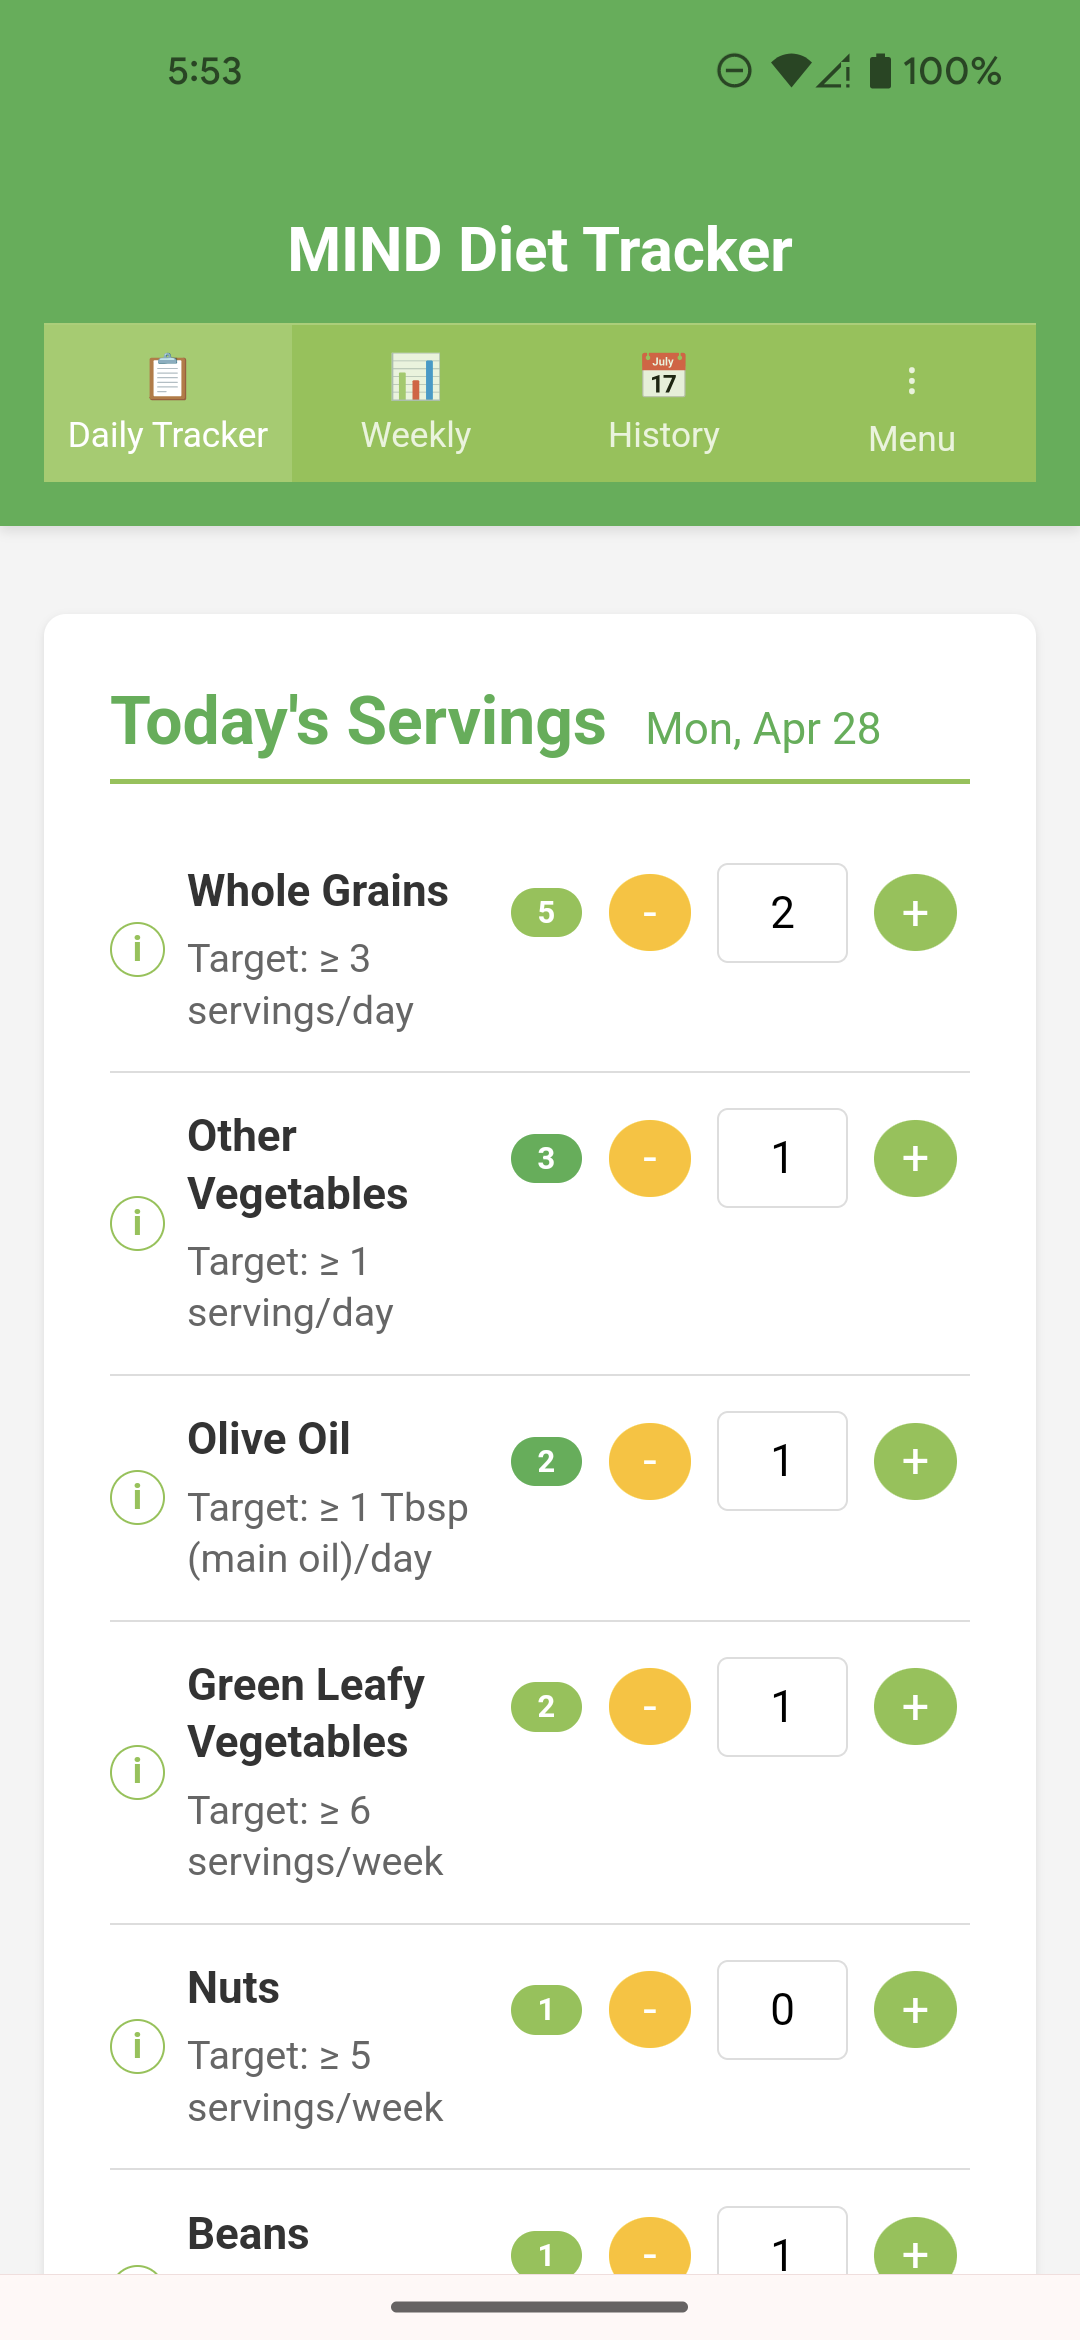 5:53
100%
MIND Diet Tracker
July
17
Daily Tracker
Weekly
History
Menu
Today's Servings Mon, Apr 28
Whole Grains
5 - 2 +
i
Target: ≥ 3
servings/day
Other
Vegetables
3 - 1 +
i
Target: ≥ 1
serving/day
Olive Oil
2 - 1 +
i
Target: ≥ 1 Tbsp
(main oil)/day
Green Leafy
Vegetables
2 - 1 +
i
Target: ≥ 6
servings/week
Nuts
1 - 0 +
i
Target: ≥ 5
servings/week
Beans
1 - 1 +